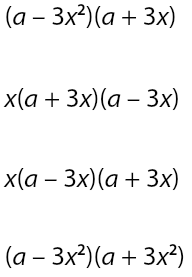 (a – 3x²)(a + 3x)
x(a + 3x)(a – 3x)
x(a – 3x)(a + 3x)
(a – 3x²)(a + 3x²)